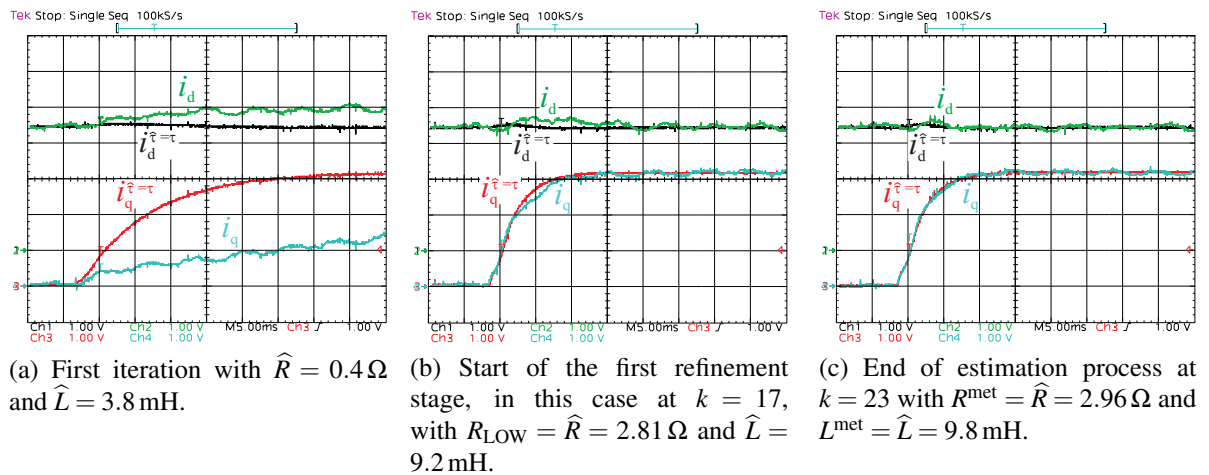 Tek Stop: Single Seq 100kS/s
i_d
i_d^{τ̂=τ}
i_q^{τ̂=τ}
i_q
Ch1 1.00 V Ch2 1.00 V M5.00ms Ch3 ʃ 1.00 V
Ch3 1.00 V Ch4 1.00 V
(a) First iteration with R̂ = 0.4 Ω
and L̂ = 3.8 mH.
Tek Stop: Single Seq 100kS/s
i_d
i_d^{τ̂=τ}
i_q^{τ̂=τ}
i_q
Ch1 1.00 V Ch2 1.00 V M5.00ms Ch3 ʃ 1.00 V
Ch3 1.00 V Ch4 1.00 V
(b) Start of the first refinement
stage, in this case at k = 17,
with R_LOW = R̂ = 2.81 Ω and L̂ =
9.2 mH.
Tek Stop: Single Seq 100kS/s
i_d
i_d^{τ̂=τ}
i_q^{τ̂=τ}
i_q
Ch1 1.00 V Ch2 1.00 V M5.00ms Ch3 ʃ 1.00 V
Ch3 1.00 V Ch4 1.00 V
(c) End of estimation process at
k = 23 with R^met = R̂ = 2.96 Ω and
L^met = L̂ = 9.8 mH.